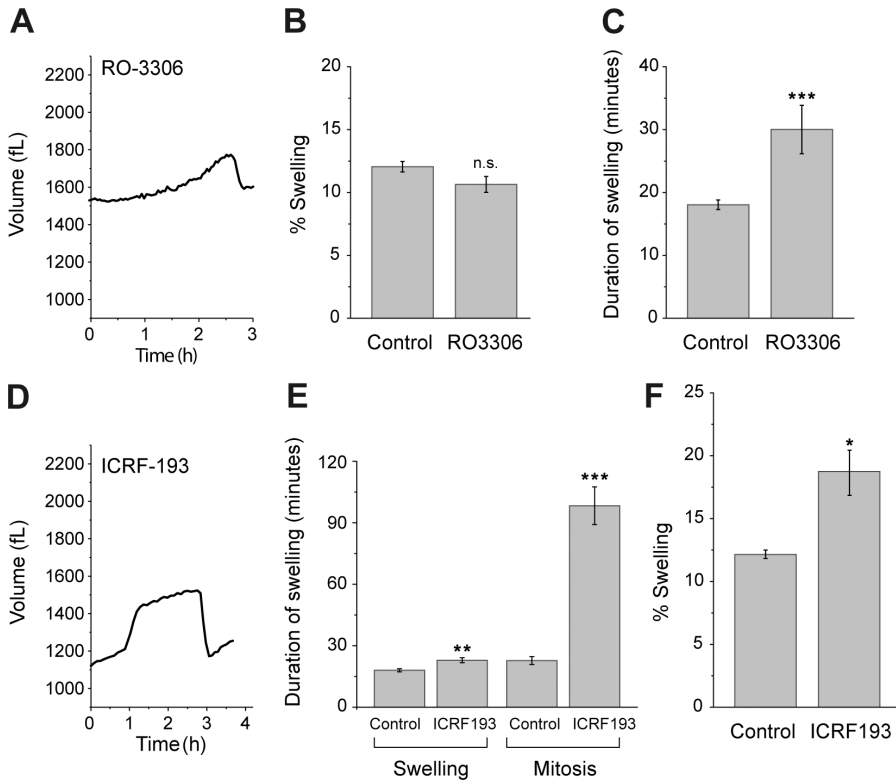 A
RO-3306
2200
2000
1800
1600
1400
1200
1000
Volume (fL)
0 1 2 3
Time (h)
B
20
15
10
5
0
% Swelling
n.s.
Control RO3306
C
40
30
20
10
0
Duration of swelling (minutes)
***
Control RO3306
D
ICRF-193
2200
2000
1800
1600
1400
1200
1000
Volume (fL)
0 1 2 3 4
Time (h)
E
120
90
60
30
0
Duration of swelling (minutes)
**
***
Control ICRF193 Control ICRF193
Swelling Mitosis
F
25
20
15
10
5
0
% Swelling
*
Control ICRF193